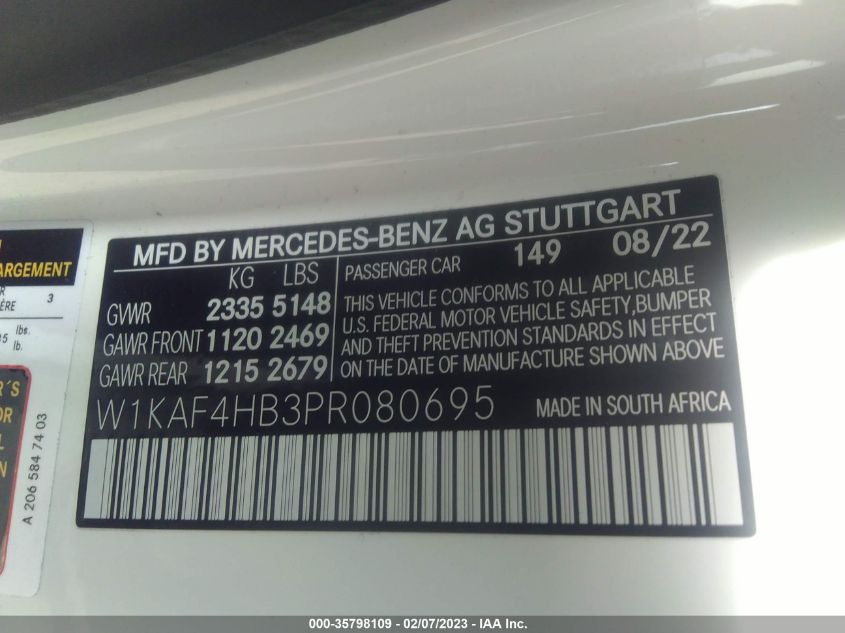 MFD BY MERCEDES-BENZ AG STUTTGART
KG LBS
GVWR 2335 5148
GAWR FRONT 1120 2469
GAWR REAR 1215 2679
PASSENGER CAR 149 08/22
THIS VEHICLE CONFORMS TO ALL APPLICABLE
U.S. FEDERAL MOTOR VEHICLE SAFETY,BUMPER
AND THEFT PREVENTION STANDARDS IN EFFECT
ON THE DATE OF MANUFACTURE SHOWN ABOVE
W1KAF4HB3PR080695 MADE IN SOUTH AFRICA
3
lbs.
lb.
A 206 584 74 03
000-35798109 - 02/07/2023 - IAA Inc.